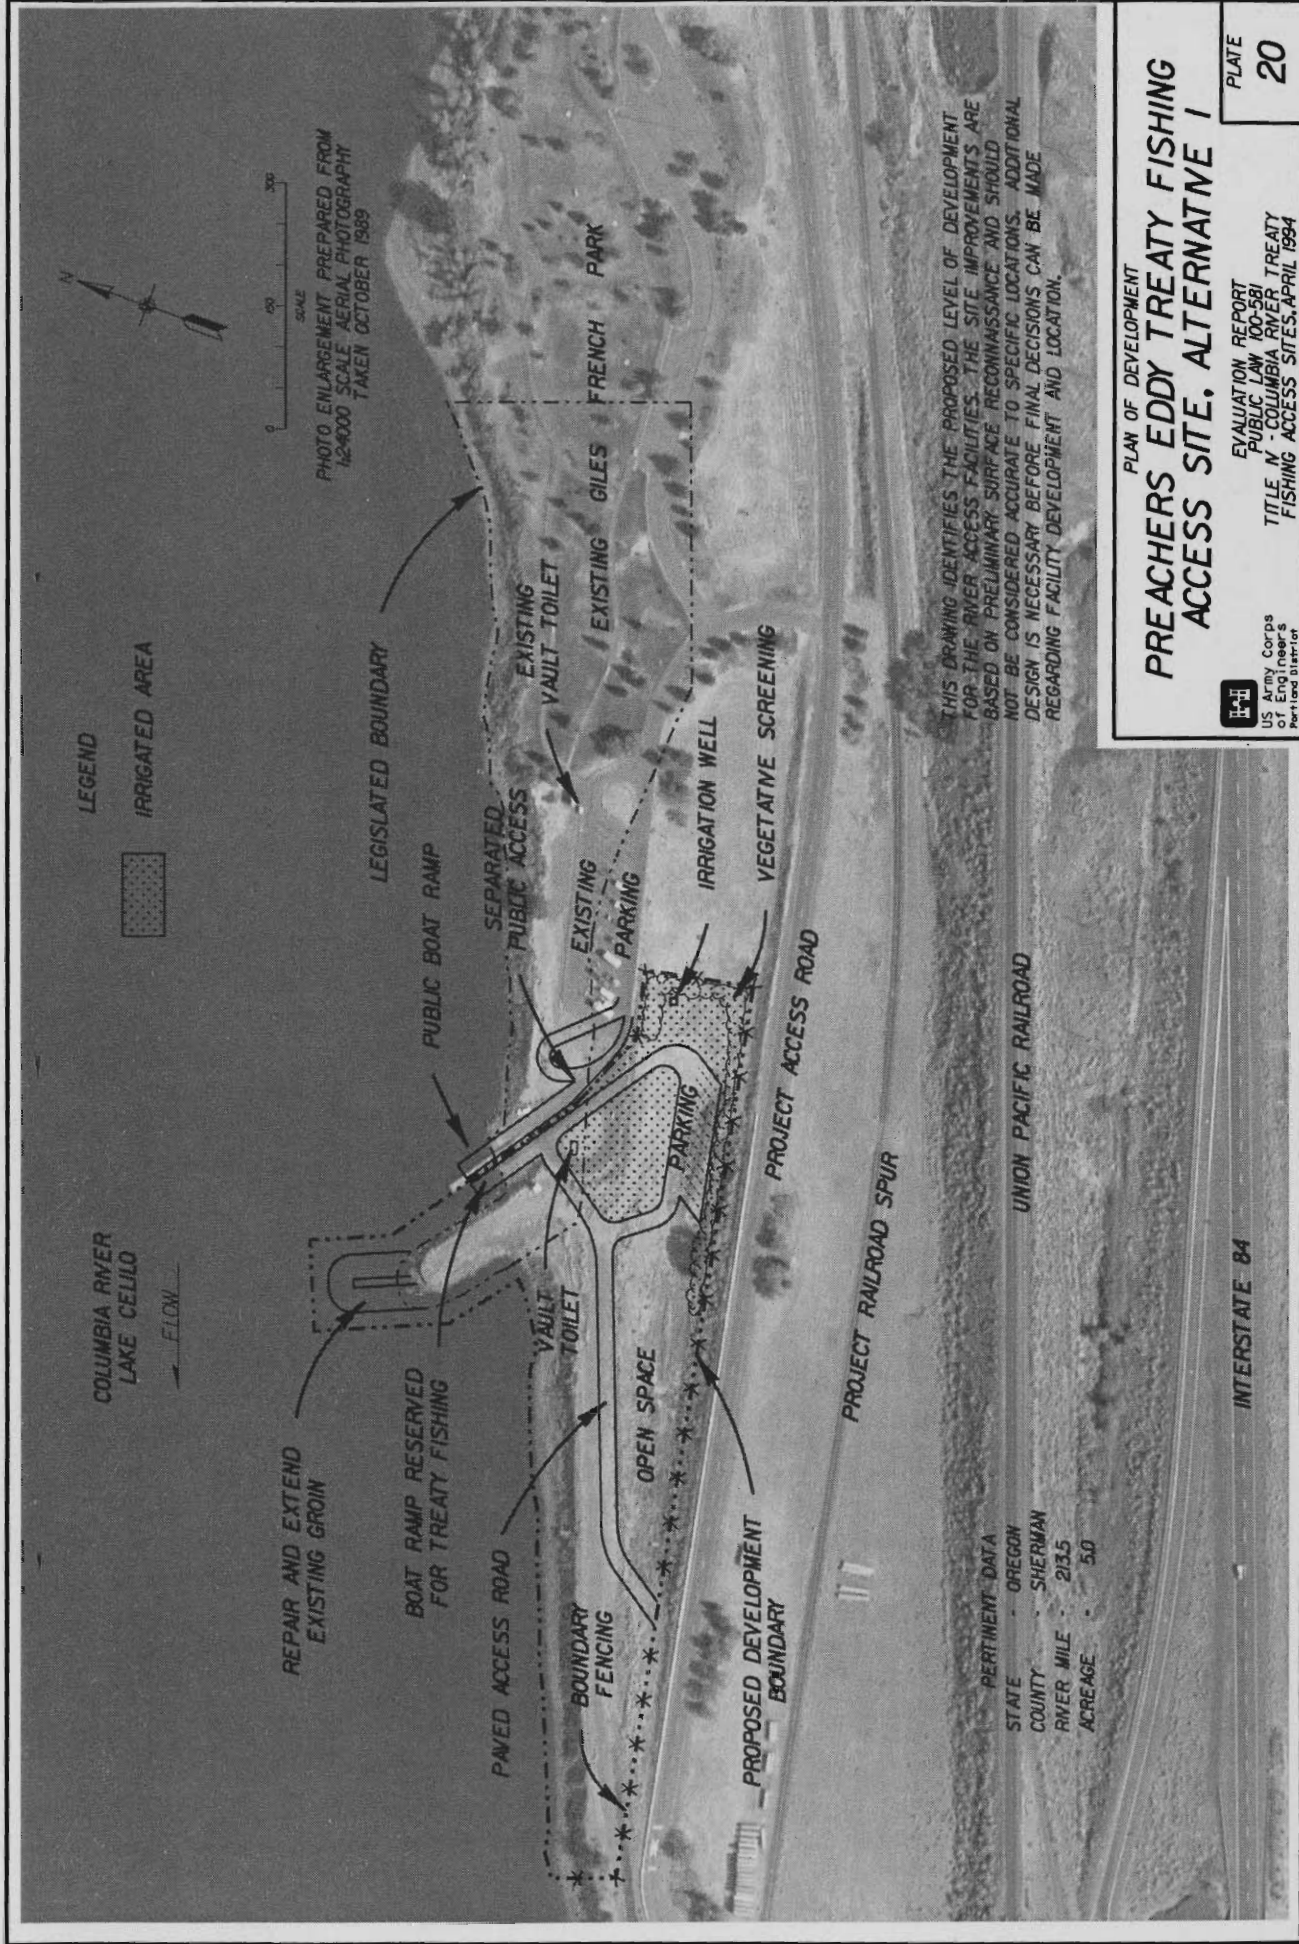 COLUMBIA RIVER
LAKE CELILO
FLOW
LEGEND
IRRIGATED AREA
N
0 150 300
SCALE
PHOTO ENLARGEMENT PREPARED FROM
1:24000 SCALE AERIAL PHOTOGRAPHY
TAKEN OCTOBER 1989
REPAIR AND EXTEND
EXISTING GROIN
BOAT RAMP RESERVED
FOR TREATY FISHING
PUBLIC BOAT RAMP
LEGISLATED BOUNDARY
SEPARATED
PUBLIC ACCESS
EXISTING
VAULT TOILET
PAVED ACCESS ROAD
VAULT
TOILET
EXISTING
PARKING
EXISTING GILES FRENCH PARK
BOUNDARY
FENCING
OPEN SPACE
PARKING
IRRIGATION WELL
VEGETATIVE SCREENING
PROPOSED DEVELOPMENT
BOUNDARY
PROJECT ACCESS ROAD
PROJECT RAILROAD SPUR
UNION PACIFIC RAILROAD
INTERSTATE 84
PERTINENT DATA
STATE - OREGON
COUNTY - SHERMAN
RIVER MILE - 213.5
ACREAGE - 5.0
THIS DRAWING IDENTIFIES THE PROPOSED LEVEL OF DEVELOPMENT
FOR THE RIVER ACCESS FACILITIES. THE SITE IMPROVEMENTS ARE
BASED ON PRELIMINARY SURFACE RECONNAISSANCE AND SHOULD
NOT BE CONSIDERED ACCURATE TO SPECIFIC LOCATIONS. ADDITIONAL
DESIGN IS NECESSARY BEFORE FINAL DECISIONS CAN BE MADE
REGARDING FACILITY DEVELOPMENT AND LOCATION.
PLAN OF DEVELOPMENT
PREACHERS EDDY TREATY FISHING
ACCESS SITE, ALTERNATIVE 1
US Army Corps
of Engineers
Portland District
EVALUATION REPORT
PUBLIC LAW 100-581
TITLE IV - COLUMBIA RIVER TREATY
FISHING ACCESS SITES, APRIL 1994
PLATE
20